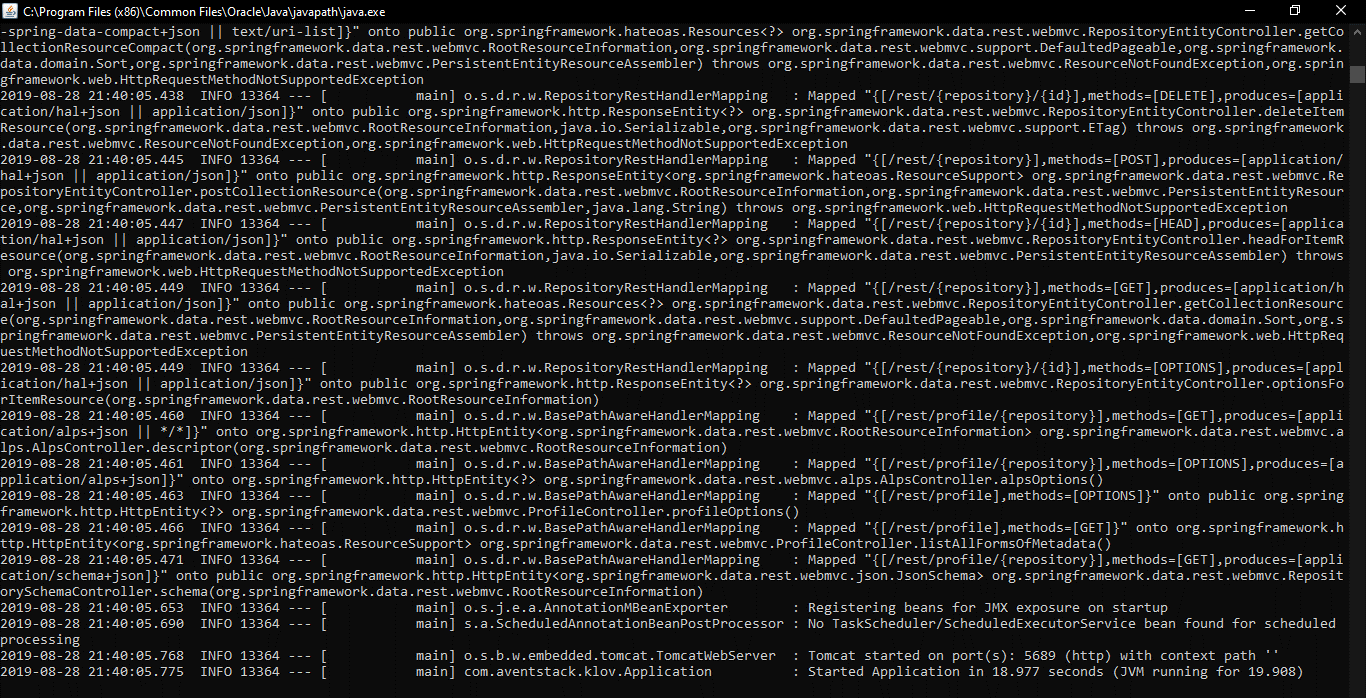 C:\Program Files (x86)\Common Files\Oracle\Java\javapath\java.exe
-spring-data-compact+json || text/uri-list]}" onto public org.springframework.hateoas.Resources<?> org.springframework.data.rest.webmvc.RepositoryEntityController.getCo
llectionResourceCompact(org.springframework.data.rest.webmvc.RootResourceInformation,org.springframework.data.rest.webmvc.support.DefaultedPageable,org.springframework.
data.domain.Sort,org.springframework.data.rest.webmvc.PersistentEntityResourceAssembler) throws org.springframework.data.rest.webmvc.ResourceNotFoundException,org.sprin
gframework.web.HttpRequestMethodNotSupportedException
2019-08-28 21:40:05.438  INFO 13364 --- [           main] o.s.d.r.w.RepositoryRestHandlerMapping   : Mapped "{[/rest/{repository}/{id}],methods=[DELETE],produces=[appli
cation/hal+json || application/json]}" onto public org.springframework.http.ResponseEntity<?> org.springframework.data.rest.webmvc.RepositoryEntityController.deleteItem
Resource(org.springframework.data.rest.webmvc.RootResourceInformation,java.io.Serializable,org.springframework.data.rest.webmvc.support.ETag) throws org.springframework
.data.rest.webmvc.ResourceNotFoundException,org.springframework.web.HttpRequestMethodNotSupportedException
2019-08-28 21:40:05.445  INFO 13364 --- [           main] o.s.d.r.w.RepositoryRestHandlerMapping   : Mapped "{[/rest/{repository}],methods=[POST],produces=[application/
hal+json || application/json]}" onto public org.springframework.http.ResponseEntity<org.springframework.hateoas.ResourceSupport> org.springframework.data.rest.webmvc.Re
positoryEntityController.postCollectionResource(org.springframework.data.rest.webmvc.RootResourceInformation,org.springframework.data.rest.webmvc.PersistentEntityResour
ce,org.springframework.data.rest.webmvc.PersistentEntityResourceAssembler,java.lang.String) throws org.springframework.web.HttpRequestMethodNotSupportedException
2019-08-28 21:40:05.447  INFO 13364 --- [           main] o.s.d.r.w.RepositoryRestHandlerMapping   : Mapped "{[/rest/{repository}/{id}],methods=[HEAD],produces=[applica
tion/hal+json || application/json]}" onto public org.springframework.http.ResponseEntity<?> org.springframework.data.rest.webmvc.RepositoryEntityController.headForItemR
esource(org.springframework.data.rest.webmvc.RootResourceInformation,java.io.Serializable,org.springframework.data.rest.webmvc.PersistentEntityResourceAssembler) throws
 org.springframework.web.HttpRequestMethodNotSupportedException
2019-08-28 21:40:05.449  INFO 13364 --- [           main] o.s.d.r.w.RepositoryRestHandlerMapping   : Mapped "{[/rest/{repository}],methods=[GET],produces=[application/h
al+json || application/json]}" onto public org.springframework.hateoas.Resources<?> org.springframework.data.rest.webmvc.RepositoryEntityController.getCollectionResourc
e(org.springframework.data.rest.webmvc.RootResourceInformation,org.springframework.data.rest.webmvc.support.DefaultedPageable,org.springframework.data.domain.Sort,org.s
pringframework.data.rest.webmvc.PersistentEntityResourceAssembler) throws org.springframework.data.rest.webmvc.ResourceNotFoundException,org.springframework.web.HttpReq
uestMethodNotSupportedException
2019-08-28 21:40:05.449  INFO 13364 --- [           main] o.s.d.r.w.RepositoryRestHandlerMapping   : Mapped "{[/rest/{repository}/{id}],methods=[OPTIONS],produces=[appl
ication/hal+json || application/json]}" onto public org.springframework.http.ResponseEntity<?> org.springframework.data.rest.webmvc.RepositoryEntityController.optionsFo
rItemResource(org.springframework.data.rest.webmvc.RootResourceInformation)
2019-08-28 21:40:05.460  INFO 13364 --- [           main] o.s.d.r.w.BasePathAwareHandlerMapping    : Mapped "{[/rest/profile/{repository}],methods=[GET],produces=[appli
cation/alps+json || */*]}" onto org.springframework.http.HttpEntity<org.springframework.data.rest.webmvc.RootResourceInformation> org.springframework.data.rest.webmvc.a
lps.AlpsController.descriptor(org.springframework.data.rest.webmvc.RootResourceInformation)
2019-08-28 21:40:05.461  INFO 13364 --- [           main] o.s.d.r.w.BasePathAwareHandlerMapping    : Mapped "{[/rest/profile/{repository}],methods=[OPTIONS],produces=[a
pplication/alps+json]}" onto org.springframework.http.HttpEntity<?> org.springframework.data.rest.webmvc.alps.AlpsController.alpsOptions()
2019-08-28 21:40:05.463  INFO 13364 --- [           main] o.s.d.r.w.BasePathAwareHandlerMapping    : Mapped "{[/rest/profile],methods=[OPTIONS]}" onto public org.spring
framework.http.HttpEntity<?> org.springframework.data.rest.webmvc.ProfileController.profileOptions()
2019-08-28 21:40:05.466  INFO 13364 --- [           main] o.s.d.r.w.BasePathAwareHandlerMapping    : Mapped "{[/rest/profile],methods=[GET]}" onto org.springframework.h
ttp.HttpEntity<org.springframework.hateoas.ResourceSupport> org.springframework.data.rest.webmvc.ProfileController.listAllFormsOfMetadata()
2019-08-28 21:40:05.471  INFO 13364 --- [           main] o.s.d.r.w.BasePathAwareHandlerMapping    : Mapped "{[/rest/profile/{repository}],methods=[GET],produces=[appli
cation/schema+json]}" onto public org.springframework.http.HttpEntity<org.springframework.data.rest.webmvc.json.JsonSchema> org.springframework.data.rest.webmvc.Reposit
orySchemaController.schema(org.springframework.data.rest.webmvc.RootResourceInformation)
2019-08-28 21:40:05.653  INFO 13364 --- [           main] o.s.j.e.a.AnnotationMBeanExporter        : Registering beans for JMX exposure on startup
2019-08-28 21:40:05.690  INFO 13364 --- [           main] s.a.ScheduledAnnotationBeanPostProcessor : No TaskScheduler/ScheduledExecutorService bean found for scheduled
processing
2019-08-28 21:40:05.768  INFO 13364 --- [           main] o.s.b.w.embedded.tomcat.TomcatWebServer  : Tomcat started on port(s): 5689 (http) with context path ''
2019-08-28 21:40:05.775  INFO 13364 --- [           main] com.aventstack.klov.Application          : Started Application in 18.977 seconds (JVM running for 19.908)